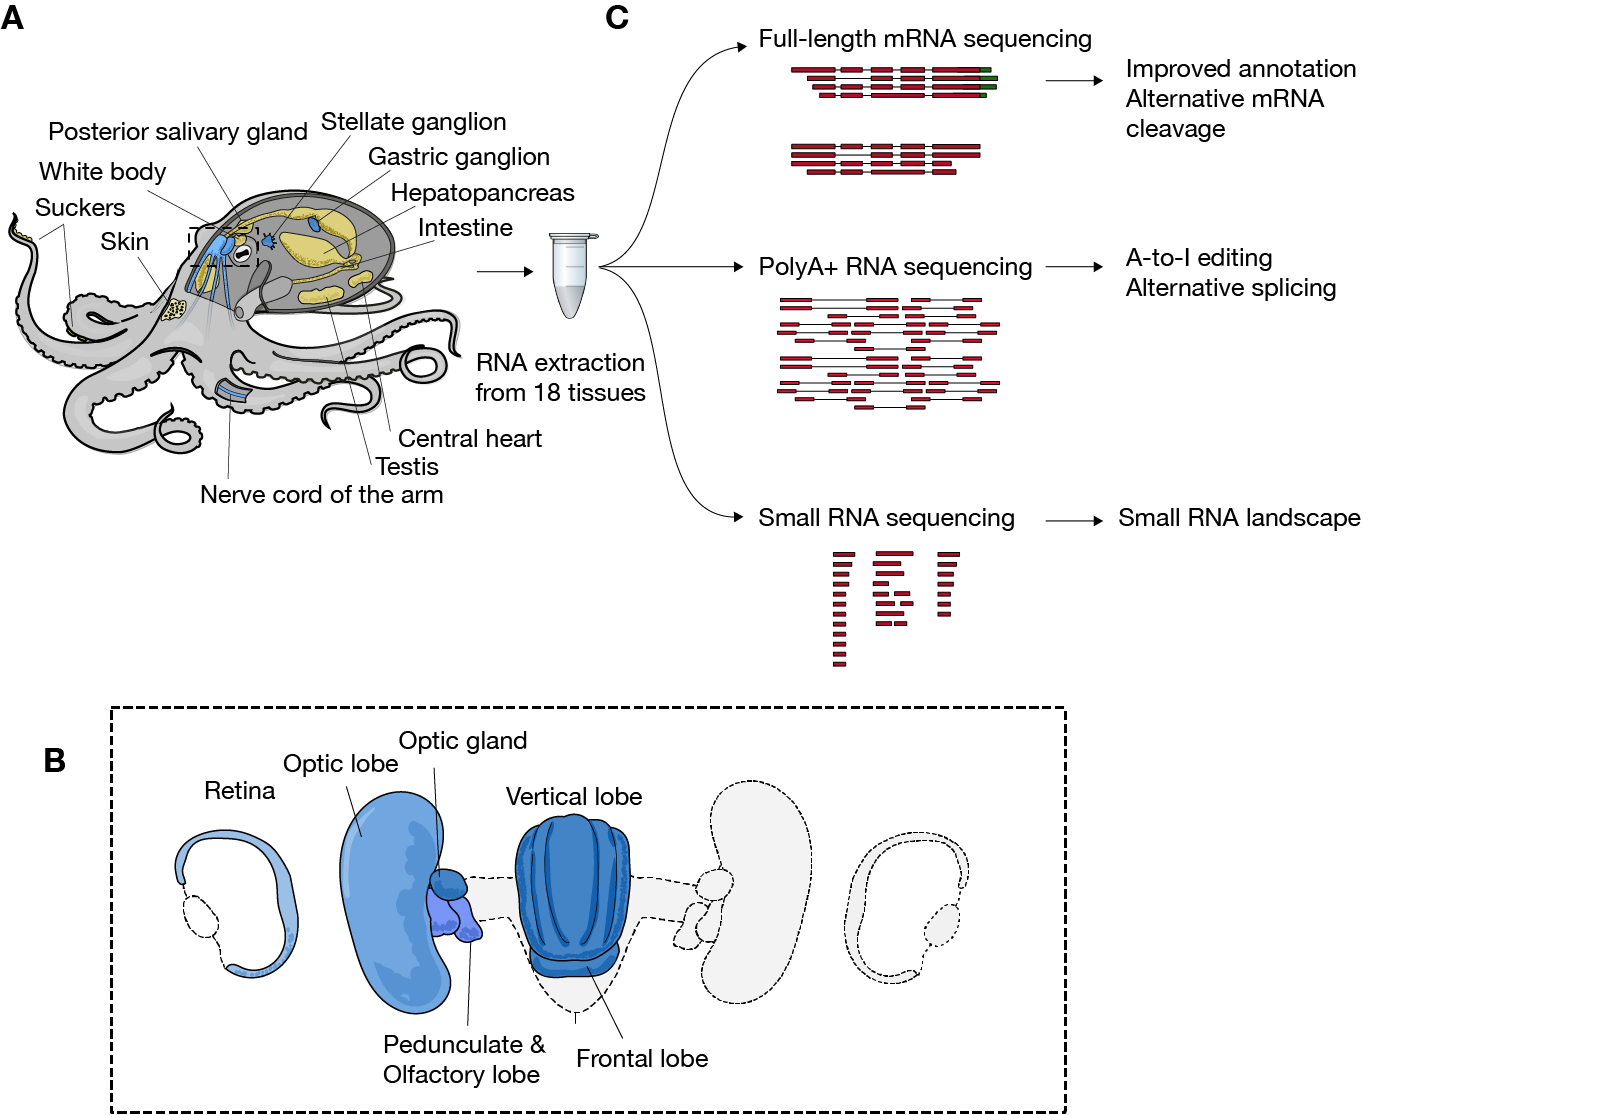 A
Posterior salivary gland
Stellate ganglion
White body
Gastric ganglion
Suckers
Hepatopancreas
Skin
Intestine
RNA extraction
from 18 tissues
Central heart
Testis
Nerve cord of the arm
C
Full-length mRNA sequencing
Improved annotation
Alternative mRNA
cleavage
PolyA+ RNA sequencing
A-to-I editing
Alternative splicing
Small RNA sequencing
Small RNA landscape
B
Optic gland
Optic lobe
Retina
Vertical lobe
Pedunculate &
Olfactory lobe
Frontal lobe